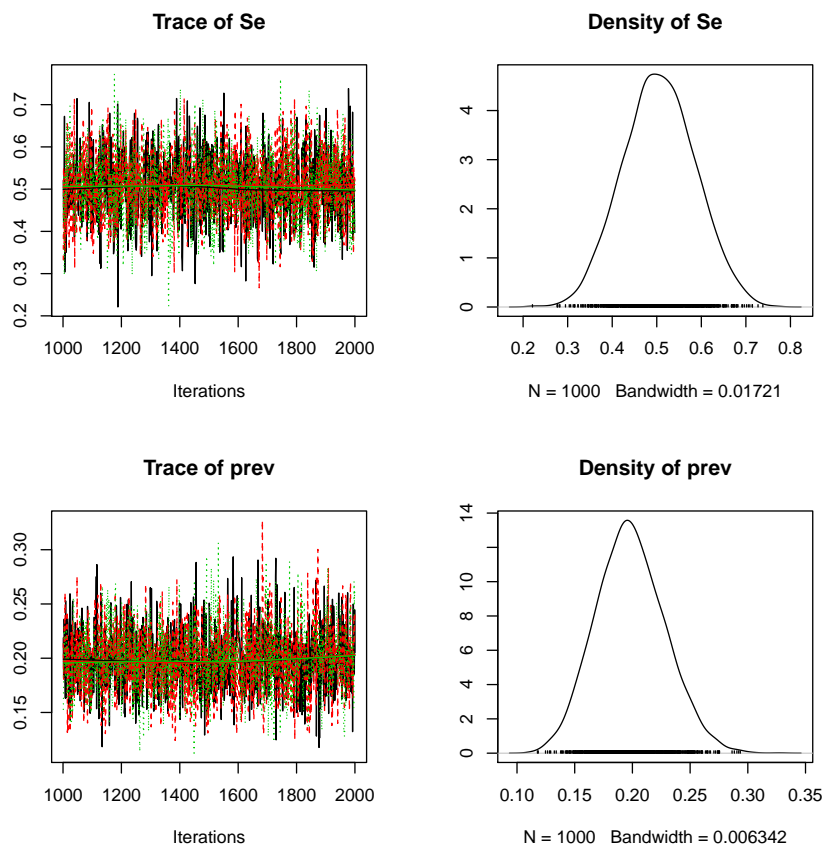 Trace of Se
0.2 0.3 0.4 0.5 0.6 0.7
1000 1200 1400 1600 1800 2000
Iterations
Density of Se
0 1 2 3 4
0.2 0.3 0.4 0.5 0.6 0.7 0.8
N = 1000 Bandwidth = 0.01721
Trace of prev
0.15 0.20 0.25 0.30
1000 1200 1400 1600 1800 2000
Iterations
Density of prev
0 2 4 6 8 10 14
0.10 0.15 0.20 0.25 0.30 0.35
N = 1000 Bandwidth = 0.006342